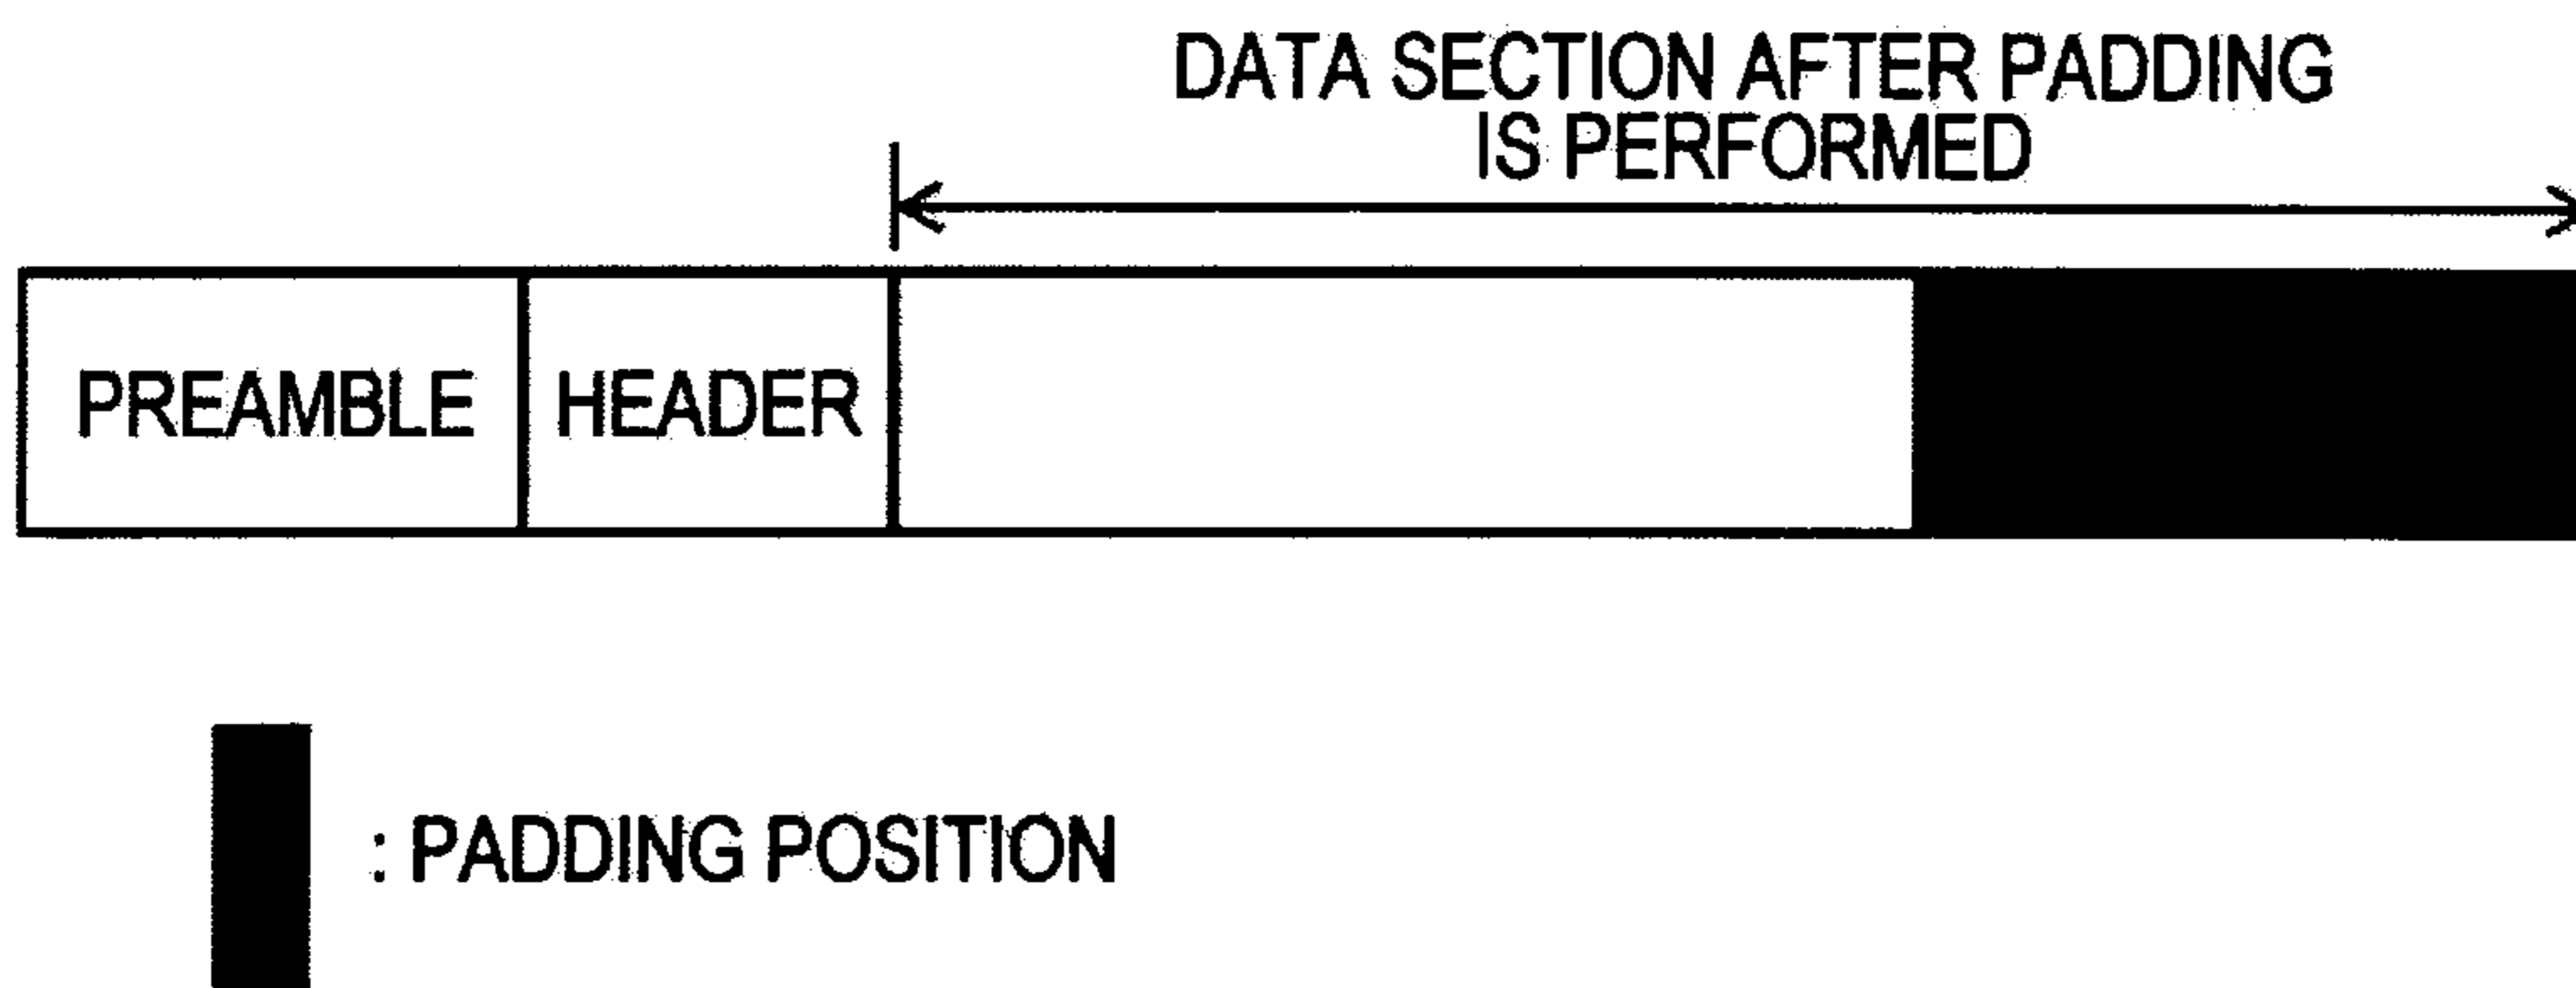 DATA SECTION AFTER PADDING
IS PERFORMED
PREAMBLE
HEADER
: PADDING POSITION